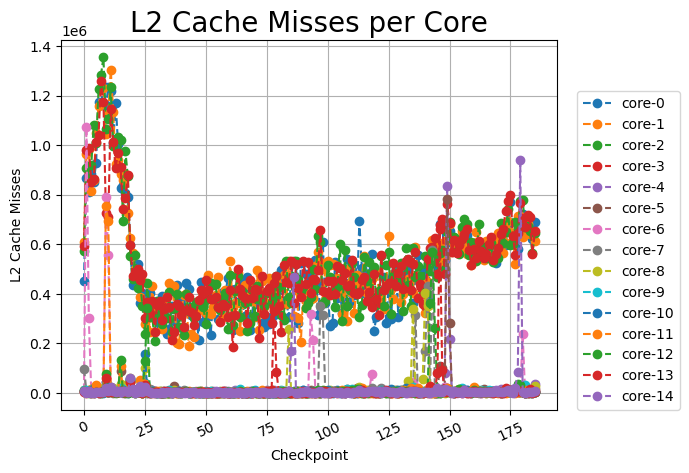 L2 Cache Misses per Core
1e6
1.4
1.2
1.0
0.8
0.6
0.4
0.2
0.0
L2 Cache Misses
0
25
50
75
100
125
150
175
Checkpoint
core-0
core-1
core-2
core-3
core-4
core-5
core-6
core-7
core-8
core-9
core-10
core-11
core-12
core-13
core-14